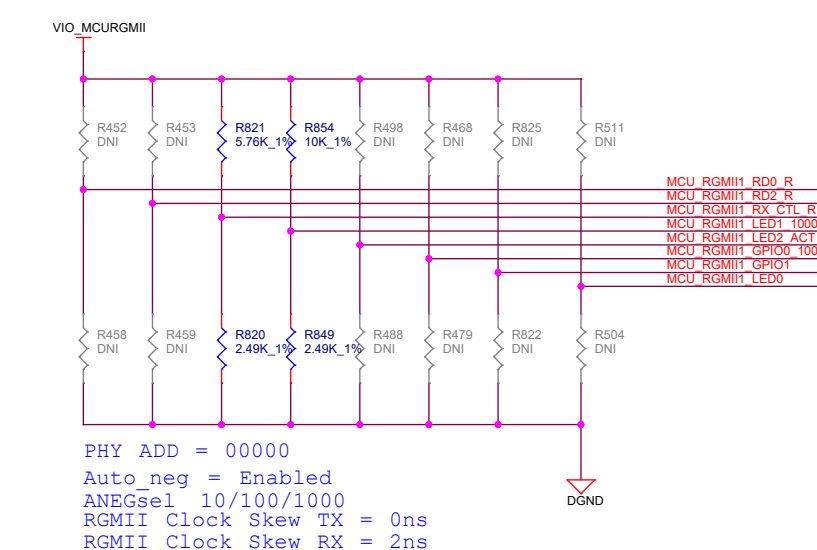 VIO_MCURGMII
R452 R453 R821 R854 R498 R468 R825 R511
DNI DNI 5.76K_1% 10K_1% DNI DNI DNI DNI
MCU_RGMII1_RD0_R
MCU_RGMII1_RD2_R
MCU_RGMII1_RX_CTL_R
MCU_RGMII1_LED1_1000
MCU_RGMII1_LED2_ACT
MCU_RGMII1_GPIO0_100
MCU_RGMII1_GPIO1
MCU_RGMII1_LED0
R458 R459 R820 R849 R488 R479 R822 R504
DNI DNI 2.49K_1% 2.49K_1% DNI DNI DNI DNI
PHY ADD = 00000
Auto_neg = Enabled
ANEGsel 10/100/1000
RGMII Clock Skew TX = 0ns
RGMII Clock Skew RX = 2ns
DGND